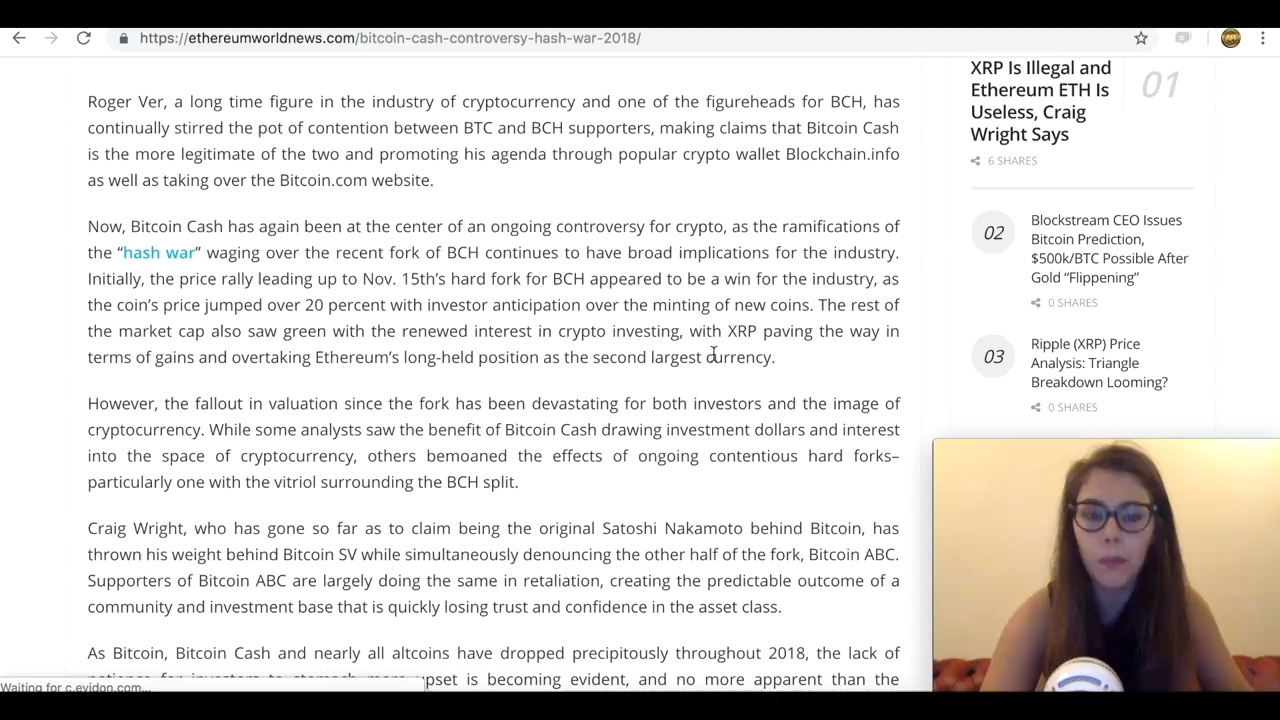 https://ethereumworldnews.com/bitcoin-cash-controversy-hash-war-2018/
Roger Ver, a long time figure in the industry of cryptocurrency and one of the figureheads for BCH, has
continually stirred the pot of contention between BTC and BCH supporters, making claims that Bitcoin Cash
is the more legitimate of the two and promoting his agenda through popular crypto wallet Blockchain.info
as well as taking over the Bitcoin.com website.
Now, Bitcoin Cash has again been at the center of an ongoing controversy for crypto, as the ramifications of
the “hash war” waging over the recent fork of BCH continues to have broad implications for the industry.
Initially, the price rally leading up to Nov. 15th’s hard fork for BCH appeared to be a win for the industry, as
the coin’s price jumped over 20 percent with investor anticipation over the minting of new coins. The rest of
the market cap also saw green with the renewed interest in crypto investing, with XRP paving the way in
terms of gains and overtaking Ethereum’s long-held position as the second largest currency.
However, the fallout in valuation since the fork has been devastating for both investors and the image of
cryptocurrency. While some analysts saw the benefit of Bitcoin Cash drawing investment dollars and interest
into the space of cryptocurrency, others bemoaned the effects of ongoing contentious hard forks–
particularly one with the vitriol surrounding the BCH split.
Craig Wright, who has gone so far as to claim being the original Satoshi Nakamoto behind Bitcoin, has
thrown his weight behind Bitcoin SV while simultaneously denouncing the other half of the fork, Bitcoin ABC.
Supporters of Bitcoin ABC are largely doing the same in retaliation, creating the predictable outcome of a
community and investment base that is quickly losing trust and confidence in the asset class.
As Bitcoin, Bitcoin Cash and nearly all altcoins have dropped precipitously throughout 2018, the lack of
patience for investors to stomach more upset is becoming evident, and no more apparent than the
Waiting for c.evidon.com...
XRP Is Illegal and
Ethereum ETH Is
Useless, Craig
Wright Says
01
6 SHARES
02
Blockstream CEO Issues
Bitcoin Prediction,
$500k/BTC Possible After
Gold “Flippening”
0 SHARES
03
Ripple (XRP) Price
Analysis: Triangle
Breakdown Looming?
0 SHARES